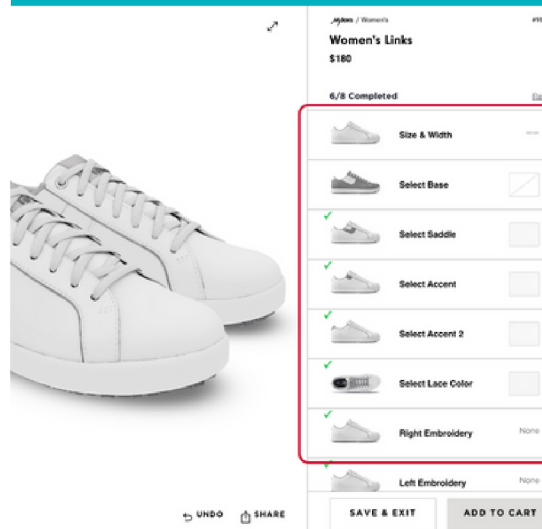 / Women's
Women's Links
$180
6/8 Completed
Size & Width
Select Base
Select Saddle
Select Accent
Select Accent 2
Select Lace Color
Right Embroidery None
Left Embroidery None
UNDO SHARE SAVE & EXIT ADD TO CART